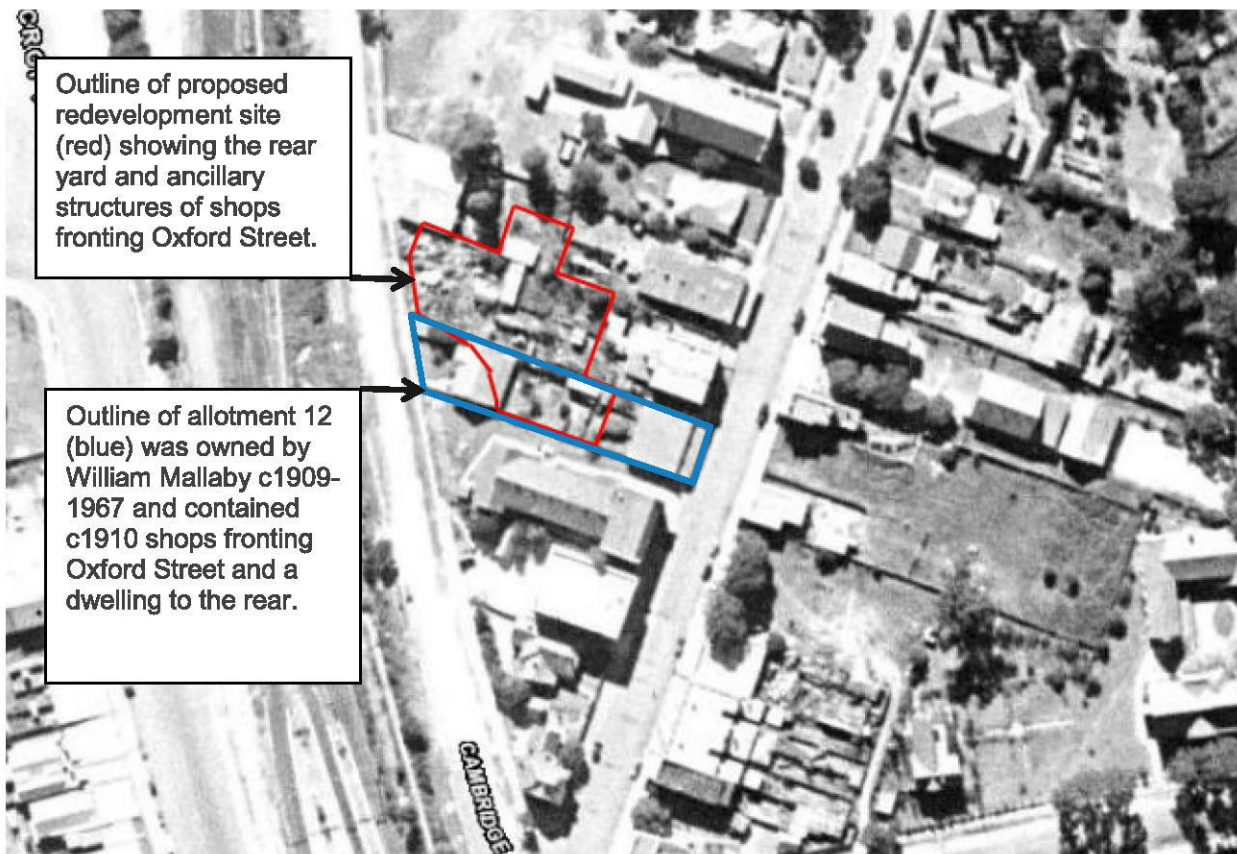 Outline of proposed
redevelopment site
(red) showing the rear
yard and ancillary
structures of shops
fronting Oxford Street.
Outline of allotment 12
(blue) was owned by
William Mallaby c1909-
1967 and contained
c1910 shops fronting
Oxford Street and a
dwelling to the rear.
CAMBRIDGE